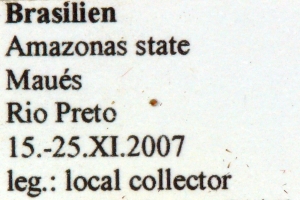 Brasilien
Amazonas state
Maués
Rio Preto
15.-25.XI.2007
leg.: local collector